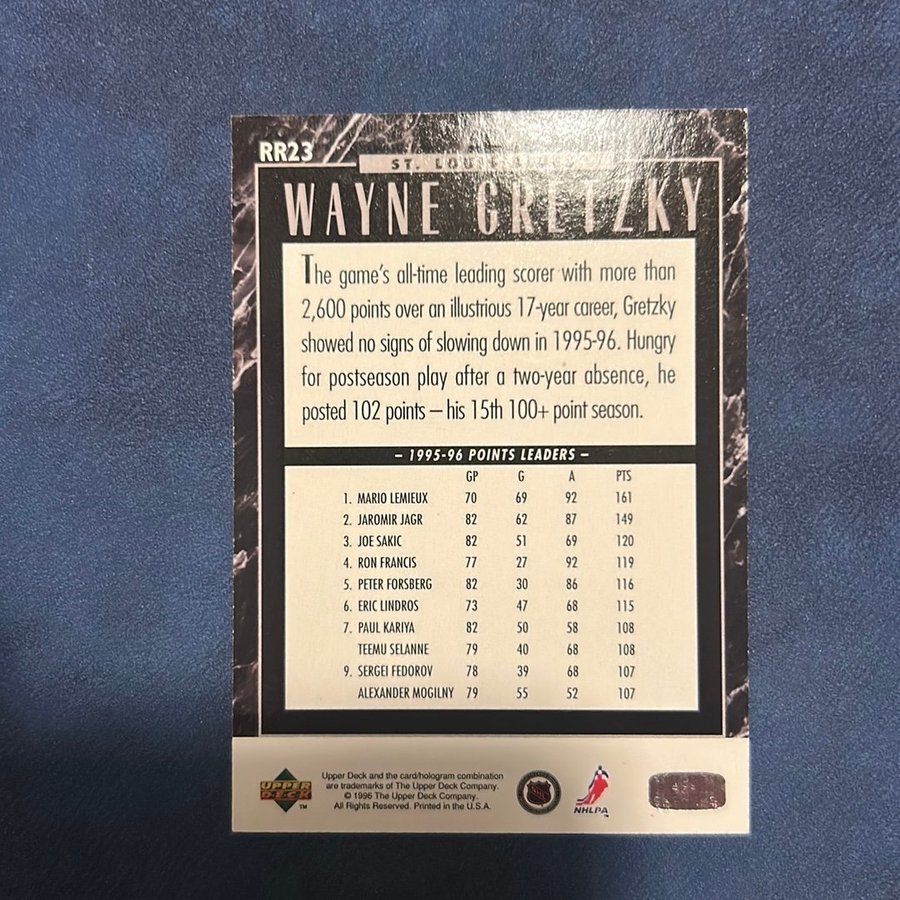 RR23
ST. LOUIS BLUES
WAYNE GRETZKY
The game's all-time leading scorer with more than
2,600 points over an illustrious 17-year career, Gretzky
showed no signs of slowing down in 1995-96. Hungry
for postseason play after a two-year absence, he
posted 102 points – his 15th 100+ point season.
– 1995-96 POINTS LEADERS –
GP G A PTS
1. MARIO LEMIEUX 70 69 92 161
2. JAROMIR JAGR 82 62 87 149
3. JOE SAKIC 82 51 69 120
4. RON FRANCIS 77 27 92 119
5. PETER FORSBERG 82 30 86 116
6. ERIC LINDROS 73 47 68 115
7. PAUL KARIYA 82 50 58 108
TEEMU SELANNE 79 40 68 108
9. SERGEI FEDOROV 78 39 68 107
ALEXANDER MOGILNY 79 55 52 107
UPPER
DECK
™
Upper Deck and the card/hologram combination
are trademarks of The Upper Deck Company.
© 1996 The Upper Deck Company.
All Rights Reserved. Printed in the U.S.A.
NHL
NHLPA
™